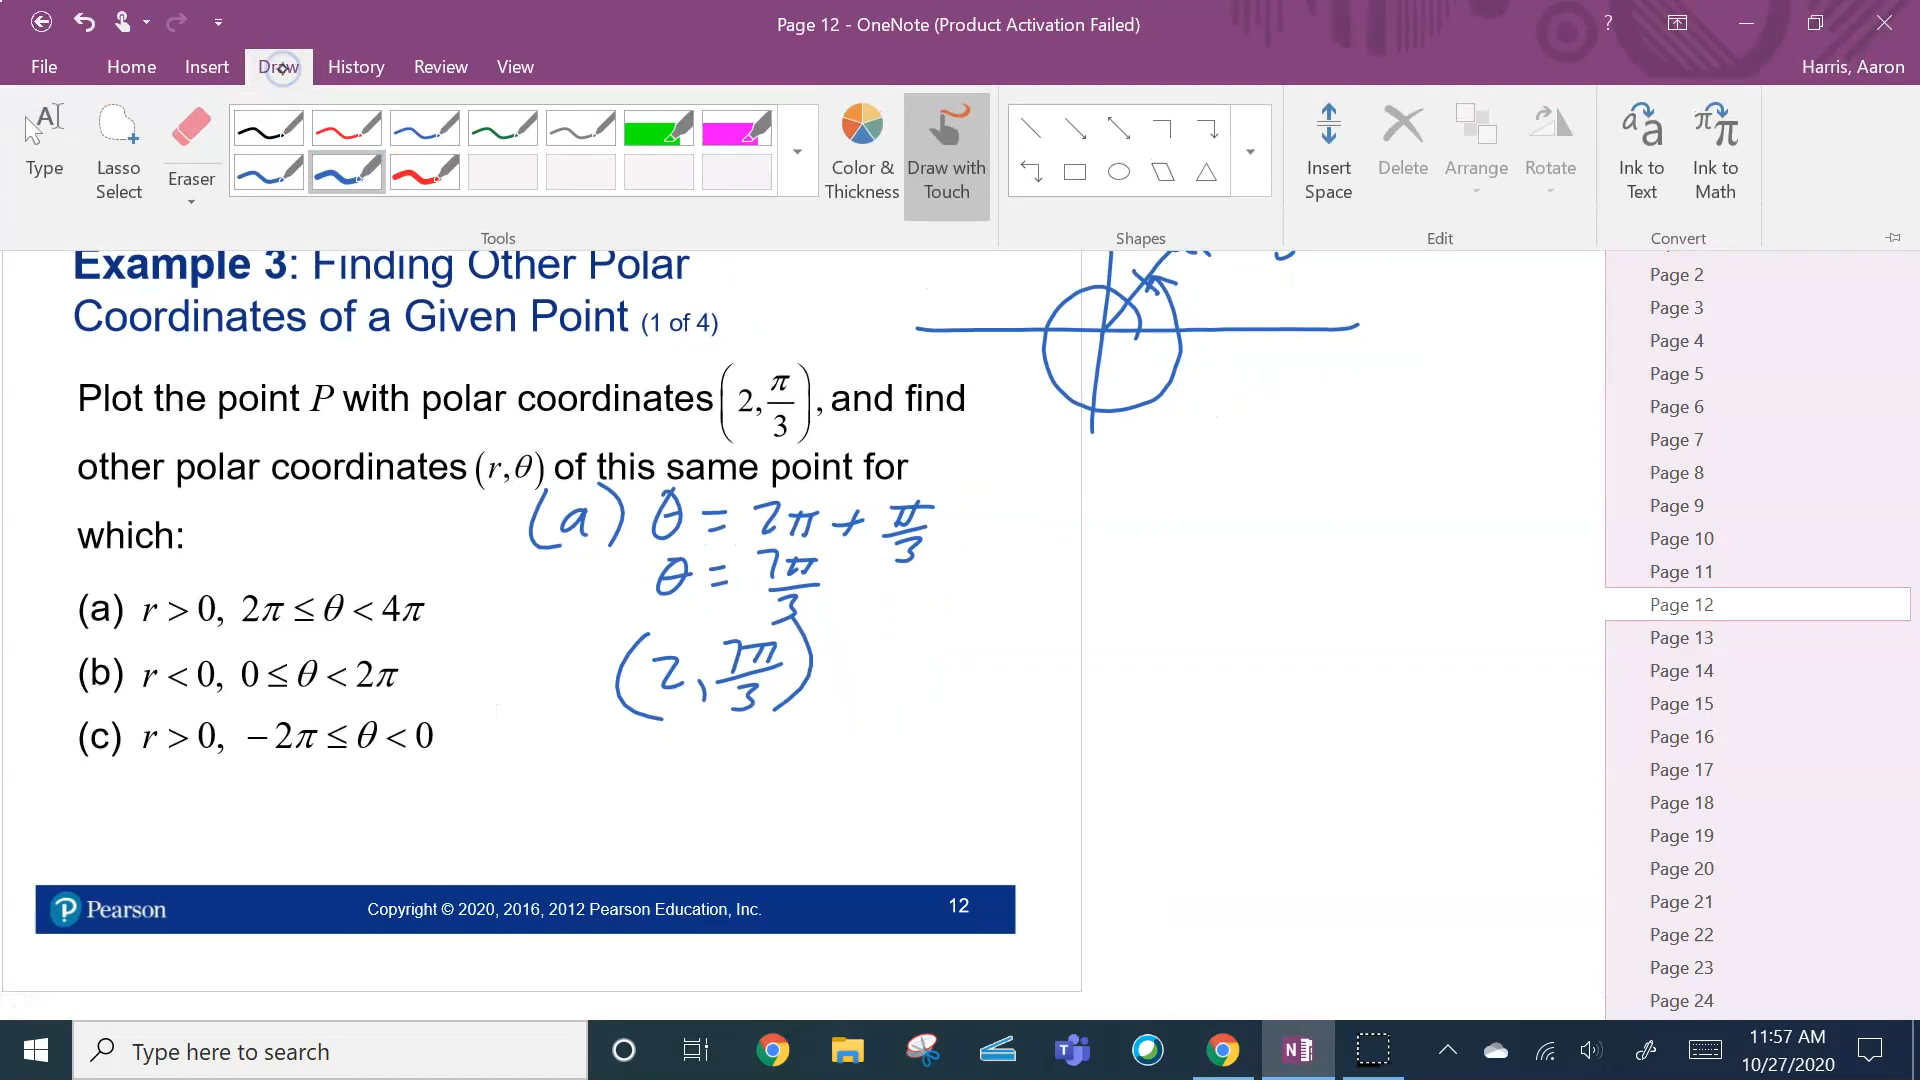 Page 12 - OneNote (Product Activation Failed)
?
File Home Insert Draw History Review View
Harris, Aaron
Type
Lasso Select
Eraser
Color & Thickness
Draw with Touch
Insert Space
Delete
Arrange
Rotate
Ink to Text
Ink to Math
Tools
Shapes
Edit
Convert
Example 3: Finding Other Polar
Coordinates of a Given Point (1 of 4)
Plot the point P with polar coordinates (2, π/3), and find
other polar coordinates (r, θ) of this same point for
which:
(a) θ = 2π + π/3
θ = 7π/3
(2, 7π/3)
(a) r > 0, 2π ≤ θ < 4π
(b) r < 0, 0 ≤ θ < 2π
(c) r > 0, −2π ≤ θ < 0
Pearson
Copyright © 2020, 2016, 2012 Pearson Education, Inc.
12
Page 2
Page 3
Page 4
Page 5
Page 6
Page 7
Page 8
Page 9
Page 10
Page 11
Page 12
Page 13
Page 14
Page 15
Page 16
Page 17
Page 18
Page 19
Page 20
Page 21
Page 22
Page 23
Page 24
Type here to search
11:57 AM
10/27/2020